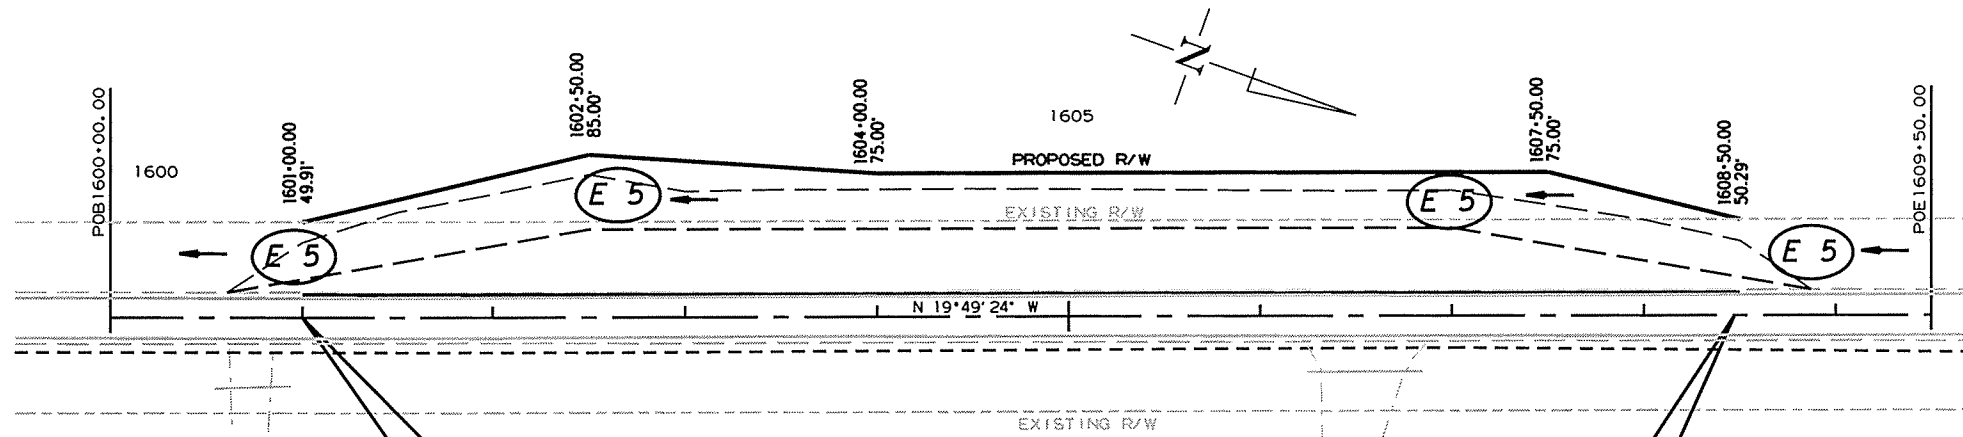 POB1600+00.00
1600
1601+00.00
49.91'
1602+50.00
85.00'
1604+00.00
75.00'
1605
N
1607+50.00
75.00'
1608+50.00
50.29'
POE1609+50.00
PROPOSED R/W
E 5
E 5
E 5
E 5
EXISTING R/W
N 19°49'24" W
EXISTING R/W